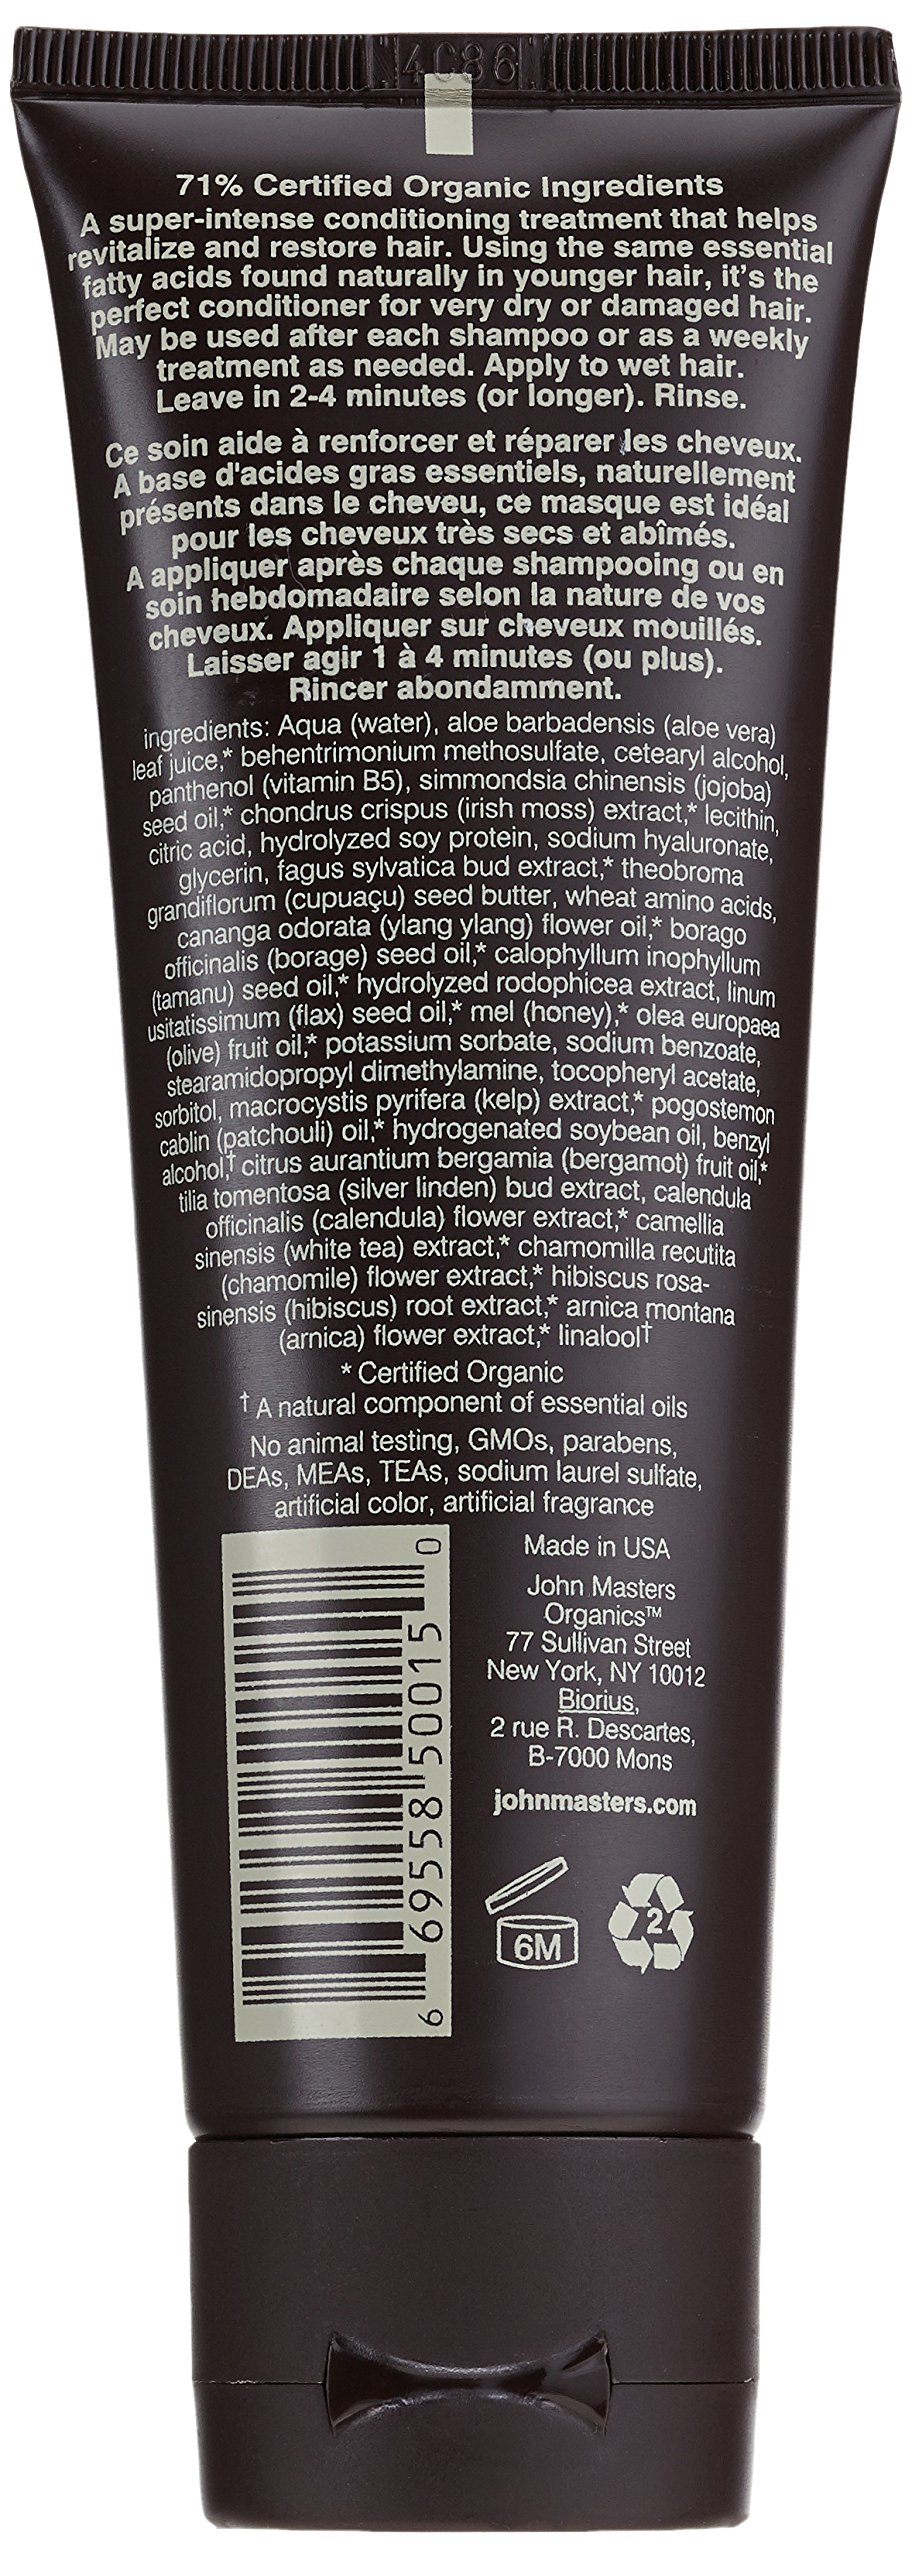 4C86
71% Certified Organic Ingredients
A super-intense conditioning treatment that helps
revitalize and restore hair. Using the same essential
fatty acids found naturally in younger hair, it's the
perfect conditioner for very dry or damaged hair.
May be used after each shampoo or as a weekly
treatment as needed. Apply to wet hair.
Leave in 2-4 minutes (or longer). Rinse.
Ce soin aide à renforcer et réparer les cheveux.
A base d'acides gras essentiels, naturellement
présents dans le cheveu, ce masque est idéal
pour les cheveux très secs et abîmés.
A appliquer après chaque shampooing ou en
soin hebdomadaire selon la nature de vos
cheveux. Appliquer sur cheveux mouillés.
Laisser agir 1 à 4 minutes (ou plus).
Rincer abondamment.
ingredients: Aqua (water), aloe barbadensis (aloe vera)
leaf juice,* behentrimonium methosulfate, cetearyl alcohol,
panthenol (vitamin B5), simmondsia chinensis (jojoba)
seed oil,* chondrus crispus (irish moss) extract,* lecithin,
citric acid, hydrolyzed soy protein, sodium hyaluronate,
glycerin, fagus sylvatica bud extract,* theobroma
grandiflorum (cupuaçu) seed butter, wheat amino acids,
cananga odorata (ylang ylang) flower oil,* borago
officinalis (borage) seed oil,* calophyllum inophyllum
(tamanu) seed oil,* hydrolyzed rodophicea extract, linum
usitatissimum (flax) seed oil,* mel (honey),* olea europaea
(olive) fruit oil,* potassium sorbate, sodium benzoate,
stearamidopropyl dimethylamine, tocopheryl acetate,
sorbitol, macrocystis pyrifera (kelp) extract,* pogostemon
cablin (patchouli) oil,* hydrogenated soybean oil, benzyl
alcohol,† citrus aurantium bergamia (bergamot) fruit oil,*
tilia tomentosa (silver linden) bud extract, calendula
officinalis (calendula) flower extract,* camellia
sinensis (white tea) extract,* chamomilla recutita
(chamomile) flower extract,* hibiscus rosa-
sinensis (hibiscus) root extract,* arnica montana
(arnica) flower extract,* linalool†
* Certified Organic
† A natural component of essential oils
No animal testing, GMOs, parabens,
DEAs, MEAs, TEAs, sodium laurel sulfate,
artificial color, artificial fragrance
Made in USA
John Masters
Organics™
77 Sullivan Street
New York, NY 10012
Biorius,
2 rue R. Descartes,
B-7000 Mons
johnmasters.com
6M
2
6 69558 50015 0